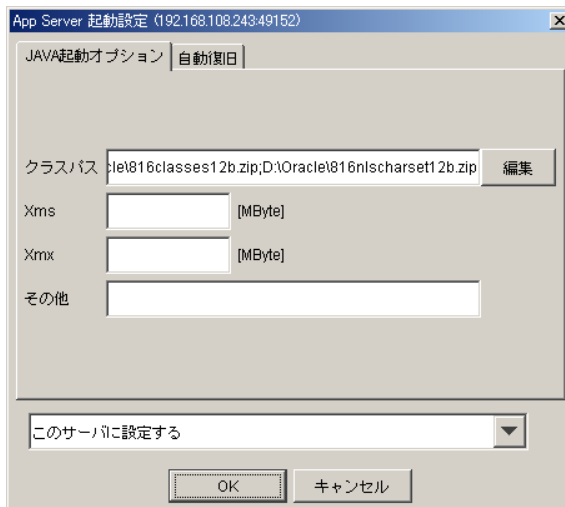 App Server 起動設定 (192.168.108.243:49152)
JAVA起動オプション 自動復旧
クラスパス cle\816classes12b.zip;D:\Oracle\816nlscharset12b.zip 編集
Xms [MByte]
Xmx [MByte]
その他
このサーバに設定する
OK キャンセル